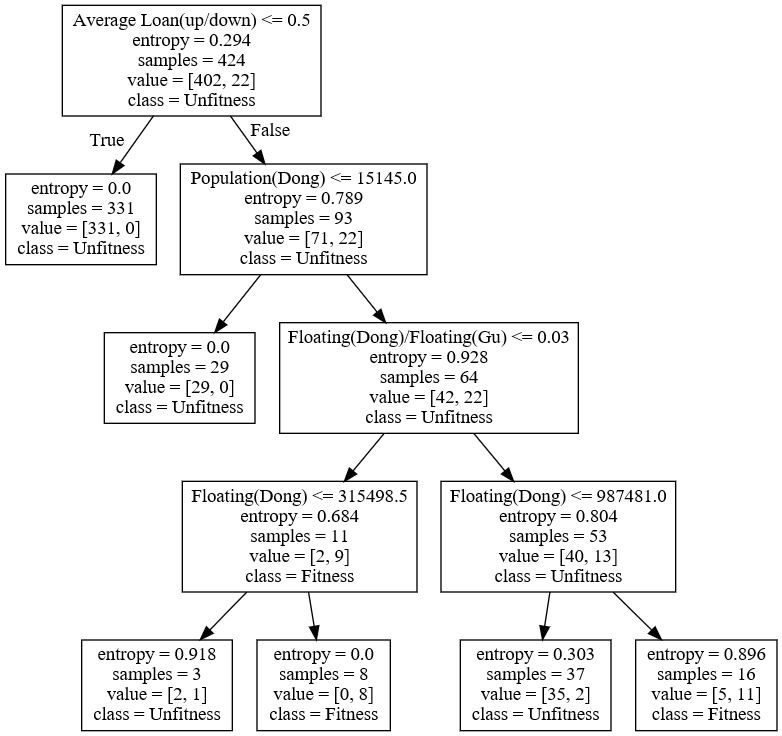 Average Loan(up/down) <= 0.5
entropy = 0.294
samples = 424
value = [402, 22]
class = Unfitness
True
False
entropy = 0.0
samples = 331
value = [331, 0]
class = Unfitness
Population(Dong) <= 15145.0
entropy = 0.789
samples = 93
value = [71, 22]
class = Unfitness
entropy = 0.0
samples = 29
value = [29, 0]
class = Unfitness
Floating(Dong)/Floating(Gu) <= 0.03
entropy = 0.928
samples = 64
value = [42, 22]
class = Unfitness
Floating(Dong) <= 315498.5
entropy = 0.684
samples = 11
value = [2, 9]
class = Fitness
Floating(Dong) <= 987481.0
entropy = 0.804
samples = 53
value = [40, 13]
class = Unfitness
entropy = 0.918
samples = 3
value = [2, 1]
class = Unfitness
entropy = 0.0
samples = 8
value = [0, 8]
class = Fitness
entropy = 0.303
samples = 37
value = [35, 2]
class = Unfitness
entropy = 0.896
samples = 16
value = [5, 11]
class = Fitness